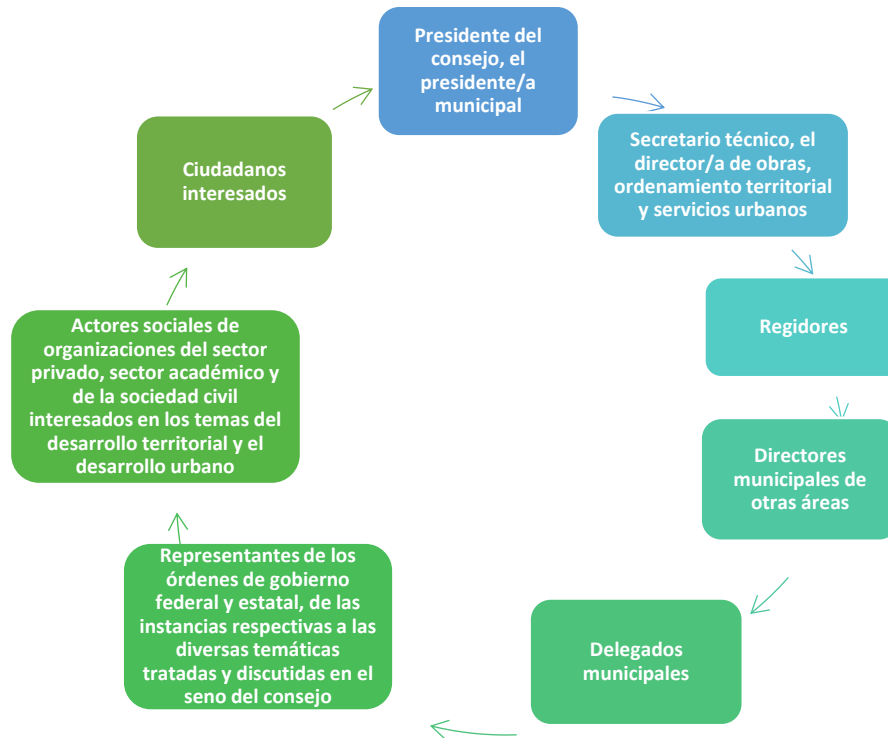 Presidente del
consejo, el
presidente/a
municipal
Secretario técnico, el
director/a de obras,
ordenamiento territorial
y servicios urbanos
Regidores
Directores
municipales de
otras áreas
Delegados
municipales
Representantes de los
órdenes de gobierno
federal y estatal, de las
instancias respectivas a las
diversas temáticas
tratadas y discutidas en el
seno del consejo
Actores sociales de
organizaciones del sector
privado, sector académico y
de la sociedad civil
interesados en los temas del
desarrollo territorial y el
desarrollo urbano
Ciudadanos
interesados